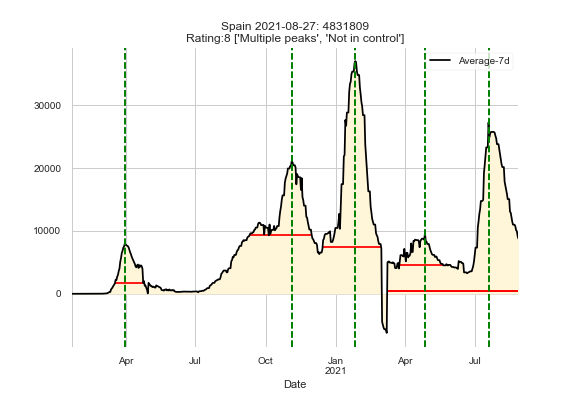 Spain 2021-08-27: 4831809
Rating:8 ['Multiple peaks', 'Not in control']
Average-7d
30000
20000
10000
0
Apr
Jul
Oct
Jan
2021
Apr
Jul
Date